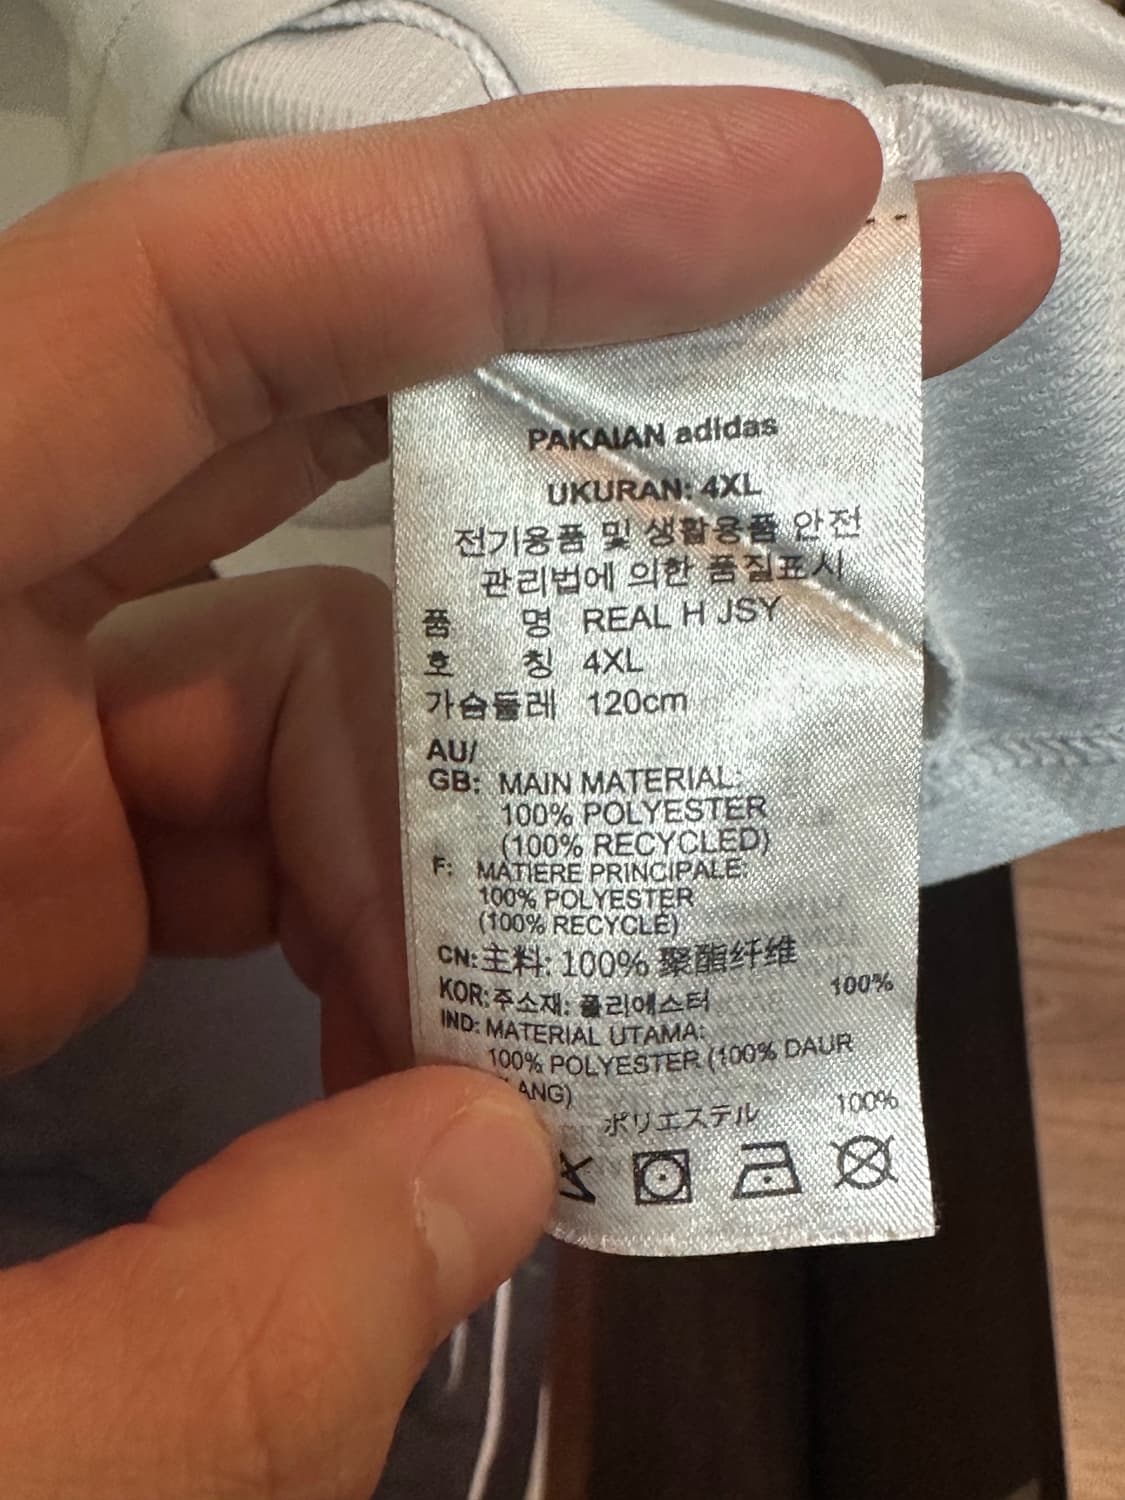 PAKAIAN adidas
UKURAN: 4XL
전기용품 및 생활용품 안전
관리법에 의한 품질표시
품 명 REAL H JSY
호 칭 4XL
가슴둘레 120cm
AU/
GB: MAIN MATERIAL:
100% POLYESTER
(100% RECYCLED)
F: MATIERE PRINCIPALE:
100% POLYESTER
(100% RECYCLÉ)
CN: 主料: 100% 聚酯纤维
KOR: 주소재: 폴리에스터 100%
IND: MATERIAL UTAMA:
100% POLYESTER (100% DAUR
ANG)
ポリエステル 100%